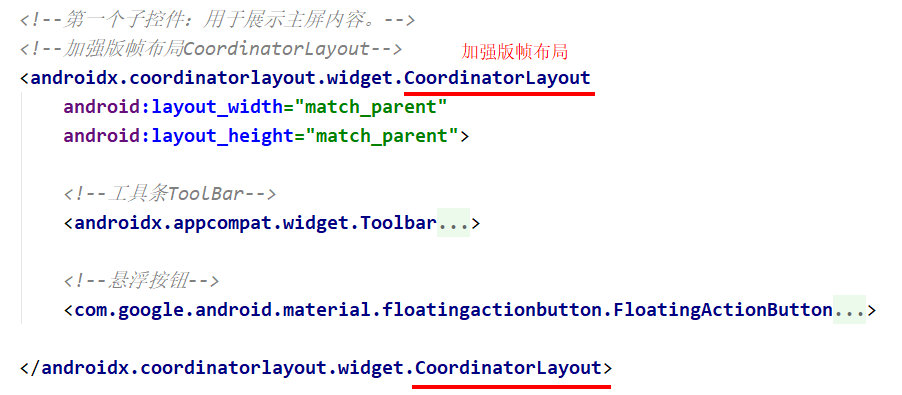 <!--第一个子控件：用于展示主屏内容。-->
<!--加强版帧布局CoordinatorLayout-->
加强版帧布局
<androidx.coordinatorlayout.widget.CoordinatorLayout
android:layout_width="match_parent"
android:layout_height="match_parent">
<!--工具条ToolBar-->
<androidx.appcompat.widget.Toolbar...>
<!--悬浮按钮-->
<com.google.android.material.floatingactionbutton.FloatingActionButton...>
</androidx.coordinatorlayout.widget.CoordinatorLayout>